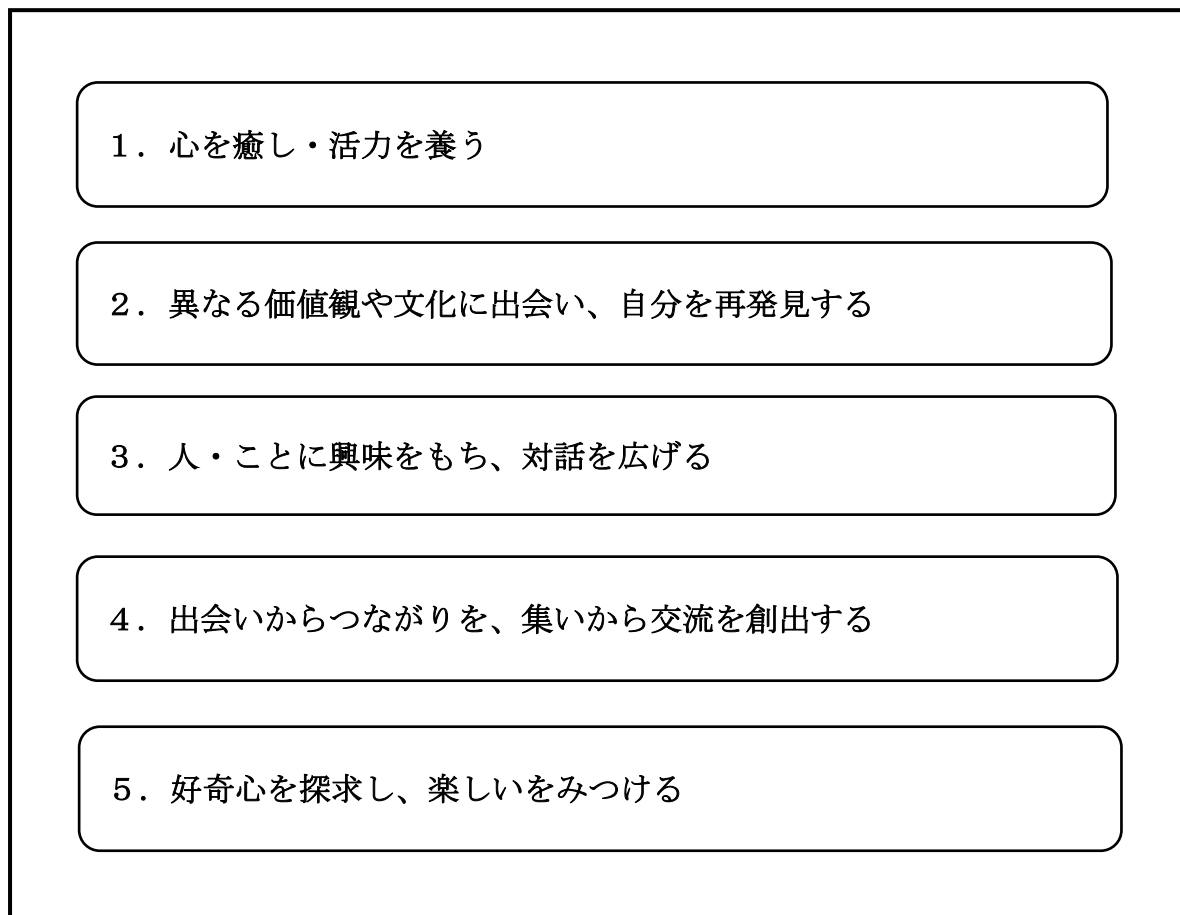 １．心を癒し・活力を養う
２．異なる価値観や文化に出会い、自分を再発見する
３．人・ことに興味をもち、対話を広げる
４．出会いからつながりを、集いから交流を創出する
５．好奇心を探求し、楽しいをみつける